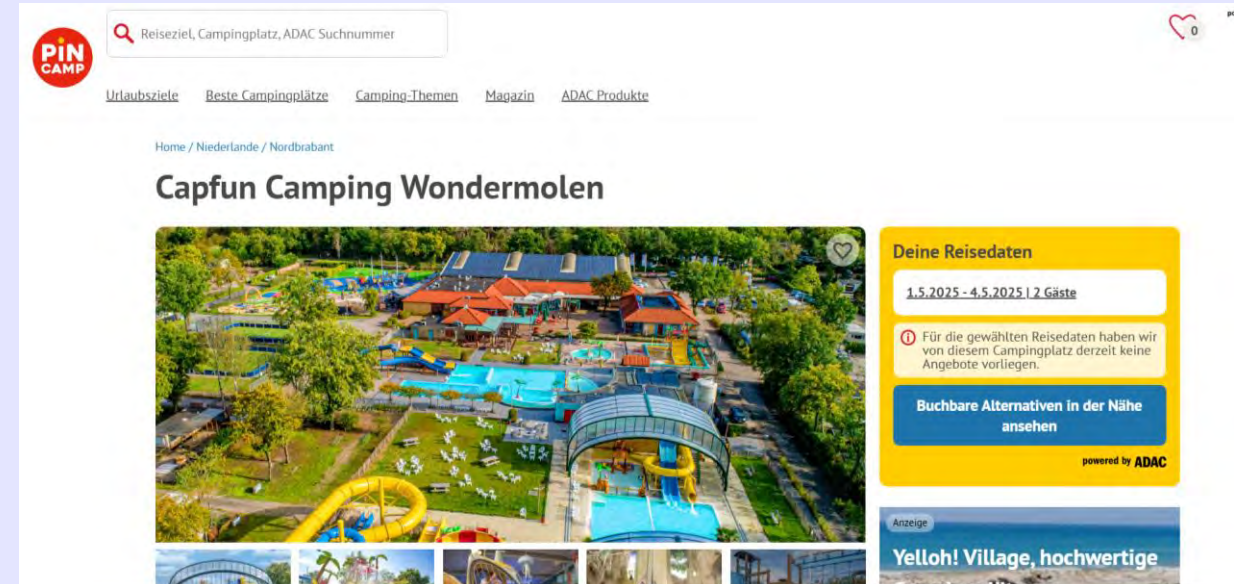 PiN
CAMP
Reiseziel, Campingplatz, ADAC Suchnummer
0
Urlaubsziele Beste Campingplätze Camping-Themen Magazin ADAC Produkte
Home / Niederlande / Nordbrabant
Capfun Camping Wondermolen
Deine Reisedaten
1.5.2025 - 4.5.2025 | 2 Gäste
Für die gewählten Reisedaten haben wir
von diesem Campingplatz derzeit keine
Angebote vorliegen.
Buchbare Alternativen in der Nähe
ansehen
powered by ADAC
Anzeige
Yelloh! Village, hochwertige